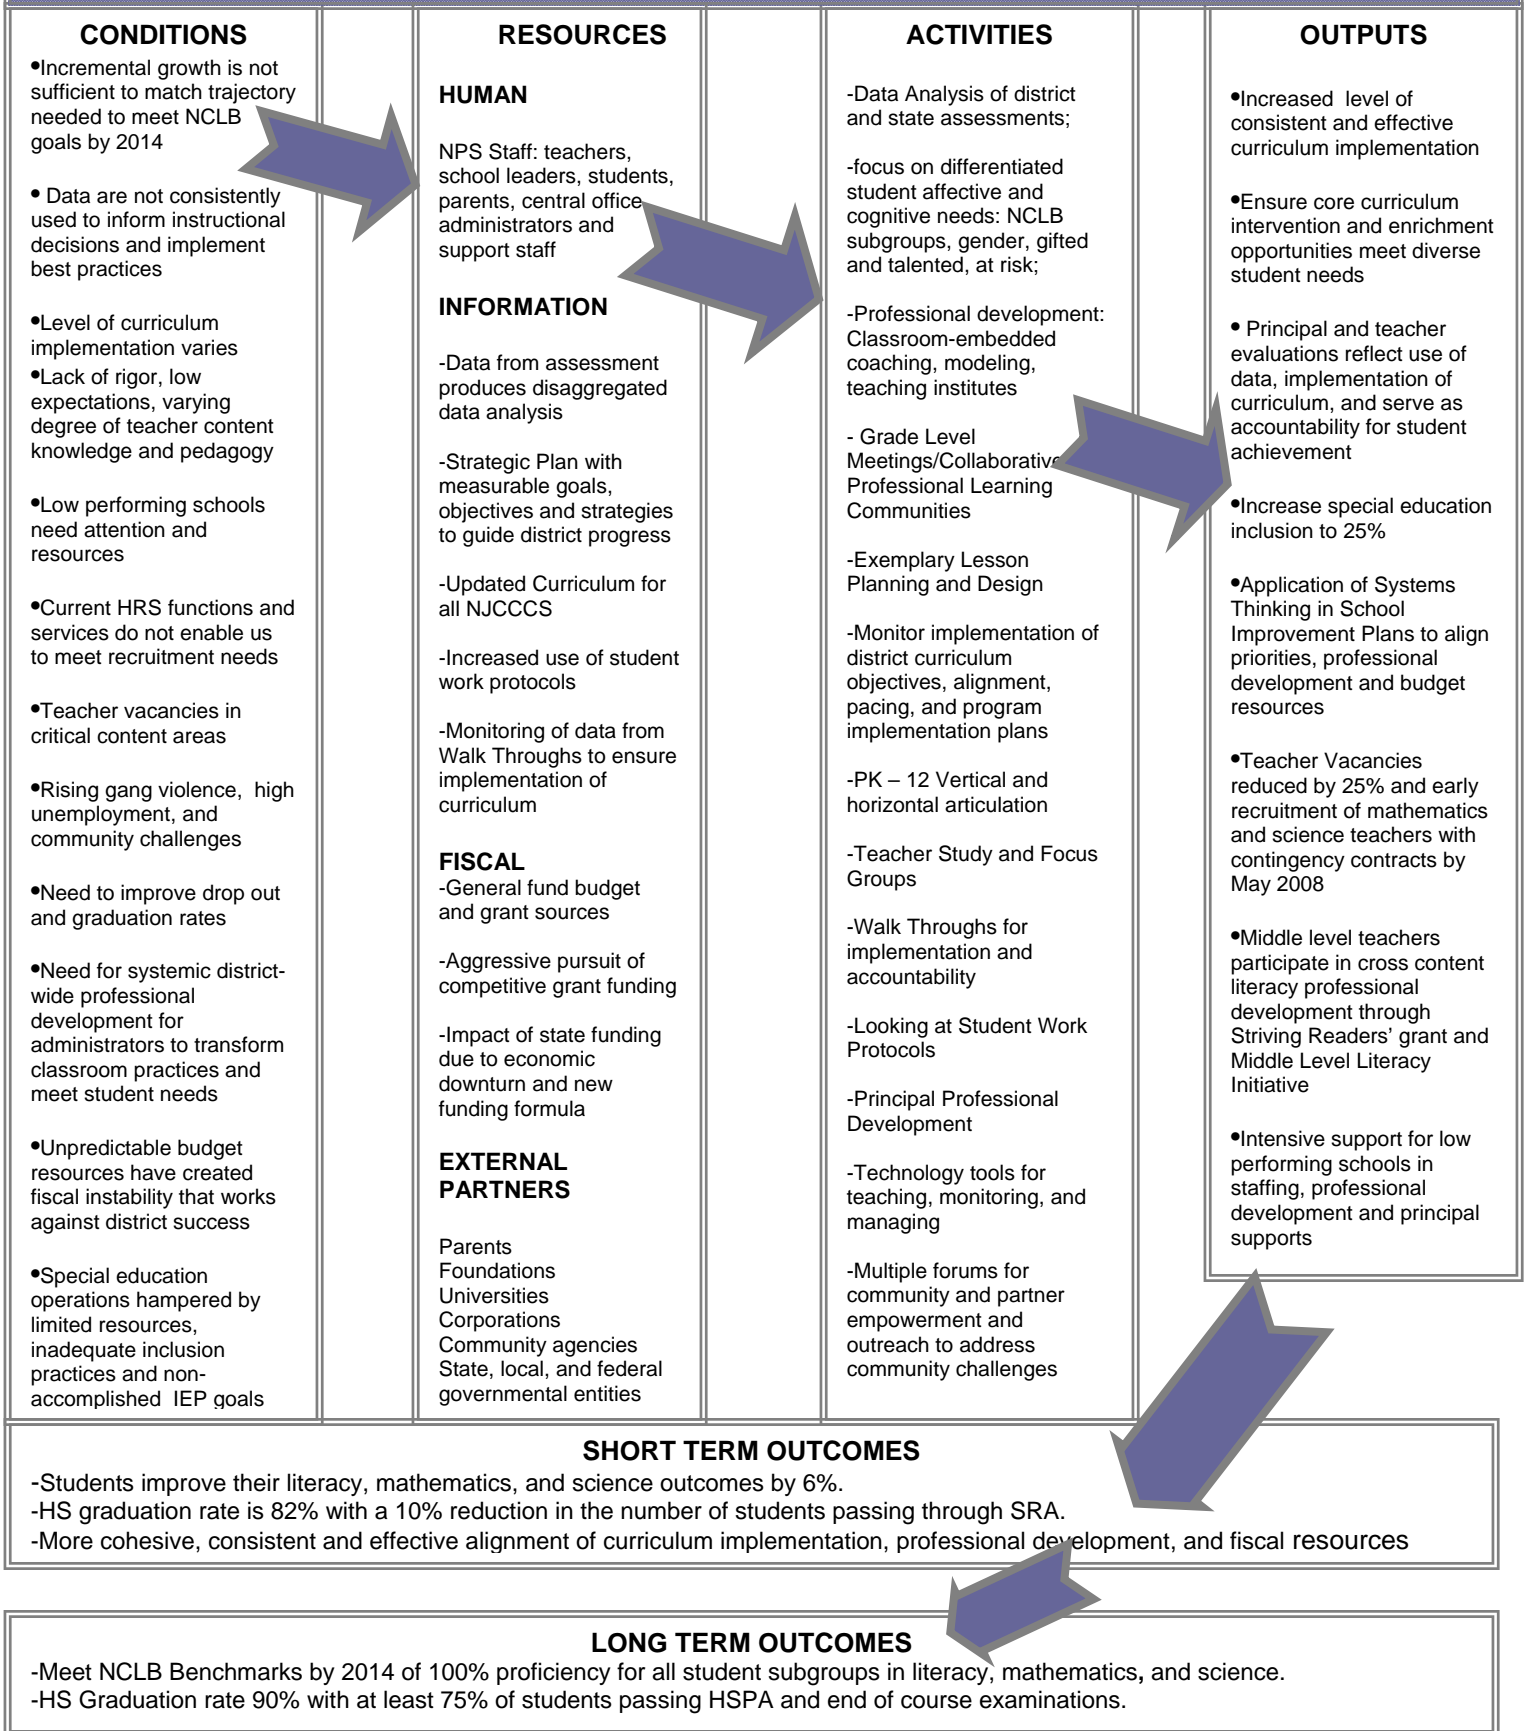 CONDITIONS
•Incremental growth is not
sufficient to match trajectory
needed to meet NCLB
goals by 2014
• Data are not consistently
used to inform instructional
decisions and implement
best practices
•Level of curriculum
implementation varies
•Lack of rigor, low
expectations, varying
degree of teacher content
knowledge and pedagogy
•Low performing schools
need attention and
resources
•Current HRS functions and
services do not enable us
to meet recruitment needs
•Teacher vacancies in
critical content areas
•Rising gang violence, high
unemployment, and
community challenges
•Need to improve drop out
and graduation rates
•Need for systemic district-
wide professional
development for
administrators to transform
classroom practices and
meet student needs
•Unpredictable budget
resources have created
fiscal instability that works
against district success
•Special education
operations hampered by
limited resources,
inadequate inclusion
practices and non-
accomplished IEP goals
RESOURCES
HUMAN
NPS Staff: teachers,
school leaders, students,
parents, central office
administrators and
support staff
INFORMATION
-Data from assessment
produces disaggregated
data analysis
-Strategic Plan with
measurable goals,
objectives and strategies
to guide district progress
-Updated Curriculum for
all NJCCCS
-Increased use of student
work protocols
-Monitoring of data from
Walk Throughs to ensure
implementation of
curriculum
FISCAL
-General fund budget
and grant sources
-Aggressive pursuit of
competitive grant funding
-Impact of state funding
due to economic
downturn and new
funding formula
EXTERNAL
PARTNERS
Parents
Foundations
Universities
Corporations
Community agencies
State, local, and federal
governmental entities
ACTIVITIES
-Data Analysis of district
and state assessments;
-focus on differentiated
student affective and
cognitive needs: NCLB
subgroups, gender, gifted
and talented, at risk;
-Professional development:
Classroom-embedded
coaching, modeling,
teaching institutes
- Grade Level
Meetings/Collaborative
Professional Learning
Communities
-Exemplary Lesson
Planning and Design
-Monitor implementation of
district curriculum
objectives, alignment,
pacing, and program
implementation plans
-PK – 12 Vertical and
horizontal articulation
-Teacher Study and Focus
Groups
-Walk Throughs for
implementation and
accountability
-Looking at Student Work
Protocols
-Principal Professional
Development
-Technology tools for
teaching, monitoring, and
managing
-Multiple forums for
community and partner
empowerment and
outreach to address
community challenges
OUTPUTS
•Increased level of
consistent and effective
curriculum implementation
•Ensure core curriculum
intervention and enrichment
opportunities meet diverse
student needs
• Principal and teacher
evaluations reflect use of
data, implementation of
curriculum, and serve as
accountability for student
achievement
•Increase special education
inclusion to 25%
•Application of Systems
Thinking in School
Improvement Plans to align
priorities, professional
development and budget
resources
•Teacher Vacancies
reduced by 25% and early
recruitment of mathematics
and science teachers with
contingency contracts by
May 2008
•Middle level teachers
participate in cross content
literacy professional
development through
Striving Readers’ grant and
Middle Level Literacy
Initiative
•Intensive support for low
performing schools in
staffing, professional
development and principal
supports
SHORT TERM OUTCOMES
-Students improve their literacy, mathematics, and science outcomes by 6%.
-HS graduation rate is 82% with a 10% reduction in the number of students passing through SRA.
-More cohesive, consistent and effective alignment of curriculum implementation, professional development, and fiscal resources
LONG TERM OUTCOMES
-Meet NCLB Benchmarks by 2014 of 100% proficiency for all student subgroups in literacy, mathematics, and science.
-HS Graduation rate 90% with at least 75% of students passing HSPA and end of course examinations.